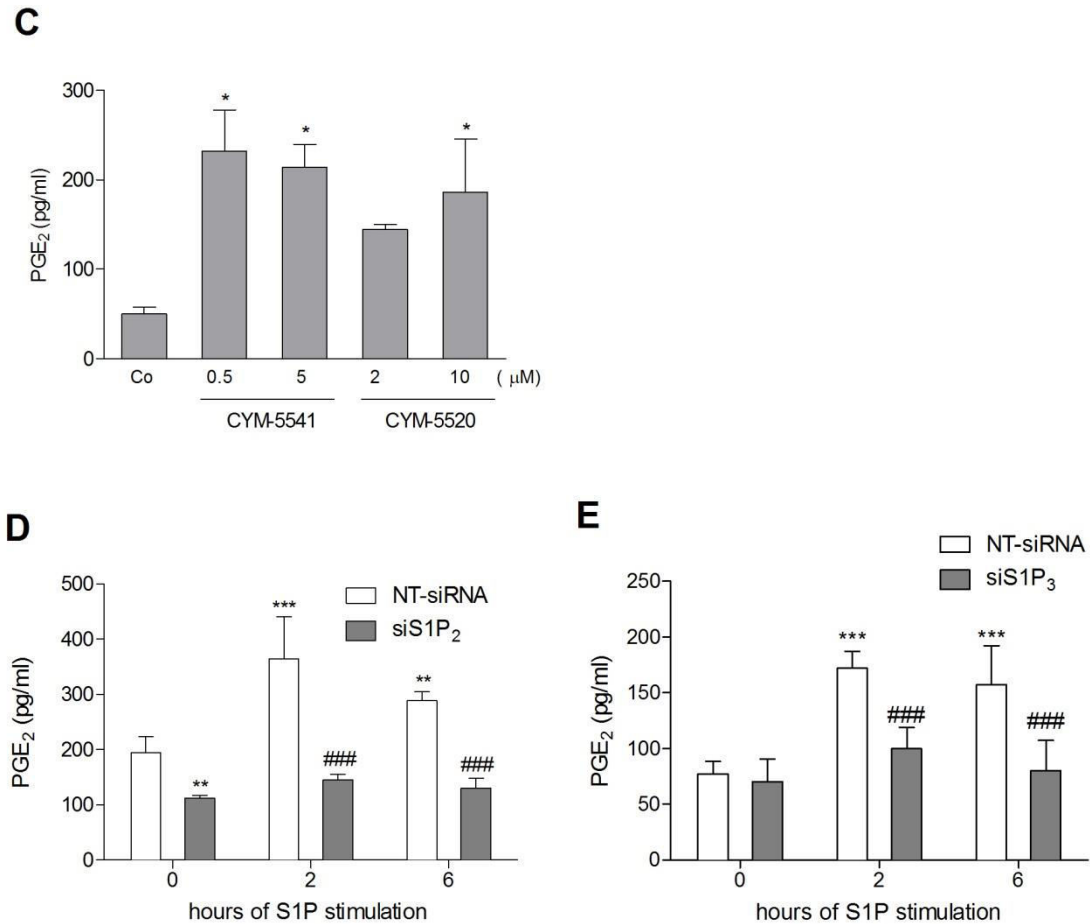 C
PGE₂ (pg/ml)
300
200
100
0
*
*
*
Co 0.5 5 2 10 ( μM)
CYM-5541 CYM-5520
D
PGE₂ (pg/ml)
500
400
300
200
100
0
NT-siRNA
siS1P₂
***
**
**
###
###
0 2 6
hours of S1P stimulation
E
PGE₂ (pg/ml)
250
200
150
100
50
0
NT-siRNA
siS1P₃
***
***
###
###
0 2 6
hours of S1P stimulation